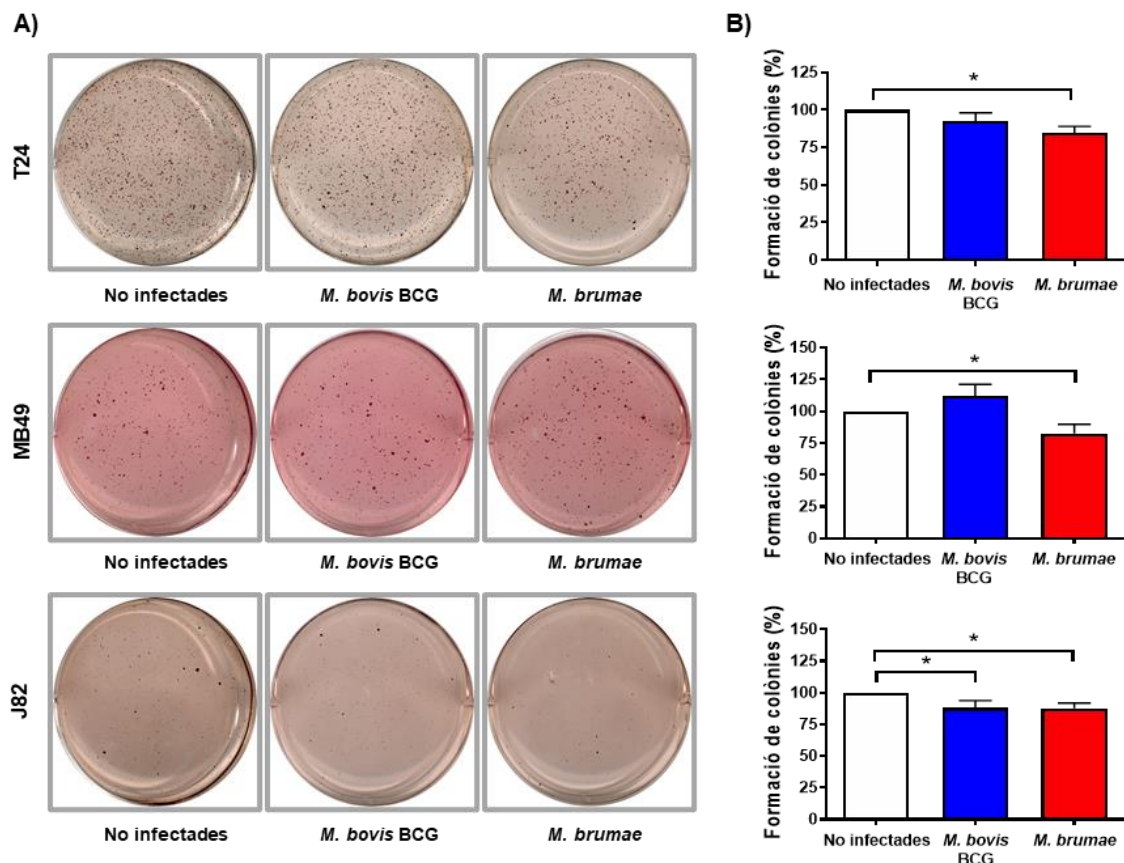 A)
T24
No infectades
M. bovis BCG
M. brumae
MB49
No infectades
M. bovis BCG
M. brumae
J82
No infectades
M. bovis BCG
M. brumae
B)
Formació de colònies (%)
125
100
75
50
25
0
*
No infectades
M. bovis
BCG
M. brumae
Formació de colònies (%)
150
125
100
75
50
25
0
*
No infectades
M. bovis
BCG
M. brumae
Formació de colònies (%)
150
125
100
75
50
25
0
*
*
No infectades
M. bovis
BCG
M. brumae